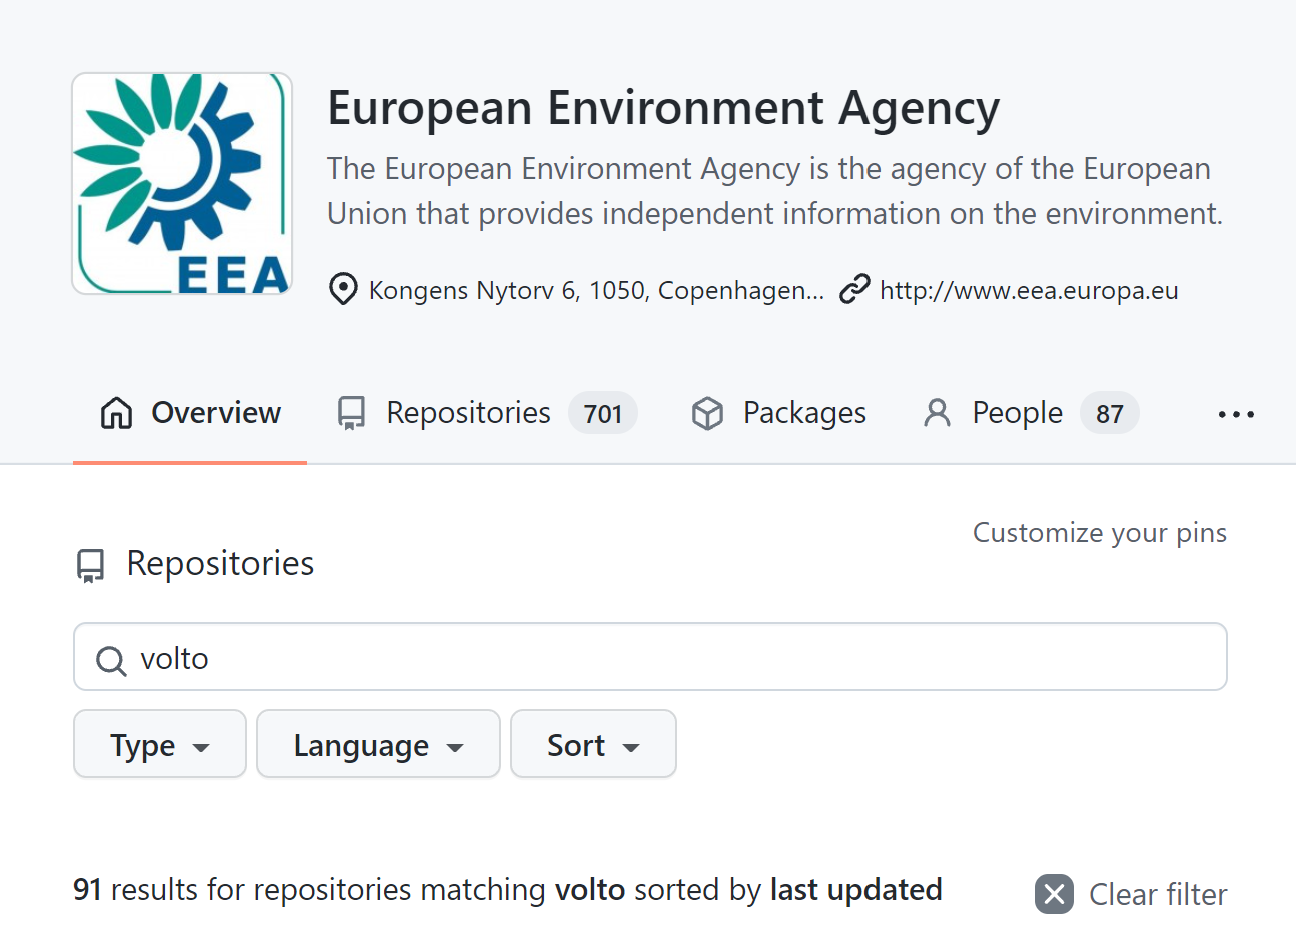 EEA
European Environment Agency
The European Environment Agency is the agency of the European
Union that provides independent information on the environment.
Kongens Nytorv 6, 1050, Copenhagen... http://www.eea.europa.eu
Overview Repositories 701 Packages People 87 ...
Customize your pins
Repositories
volto
Type Language Sort
91 results for repositories matching volto sorted by last updated Clear filter